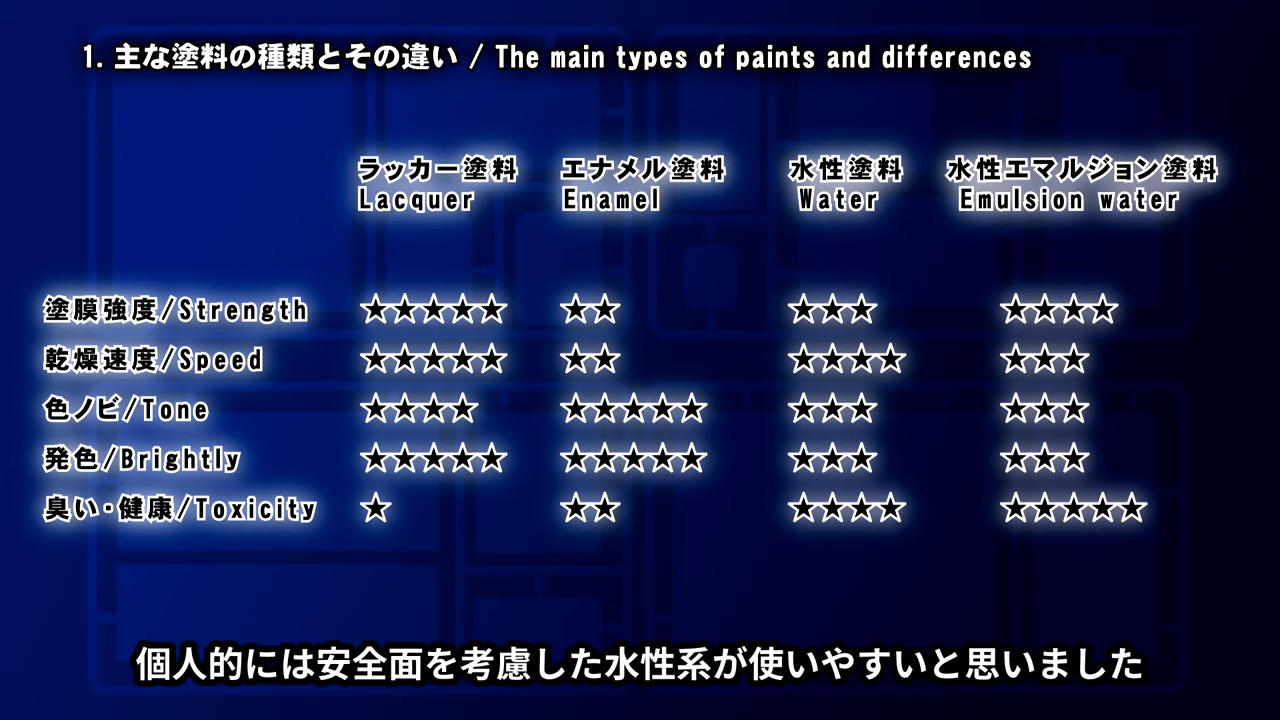 1. 主な塗料の種類とその違い / The main types of paints and differences
ラッカー塗料 エナメル塗料 水性塗料 水性エマルジョン塗料
Lacquer Enamel Water Emulsion water
塗膜強度/Strength ★★★★★ ★★ ★★★ ★★★★
乾燥速度/Speed ★★★★★ ★★ ★★★★ ★★★
色ノビ/Tone ★★★★ ★★★★★ ★★★ ★★★
発色/Brightly ★★★★★ ★★★★★ ★★★ ★★★
臭い・健康/Toxicity ★ ★★ ★★★★ ★★★★★
個人的には安全面を考慮した水性系が使いやすいと思いました